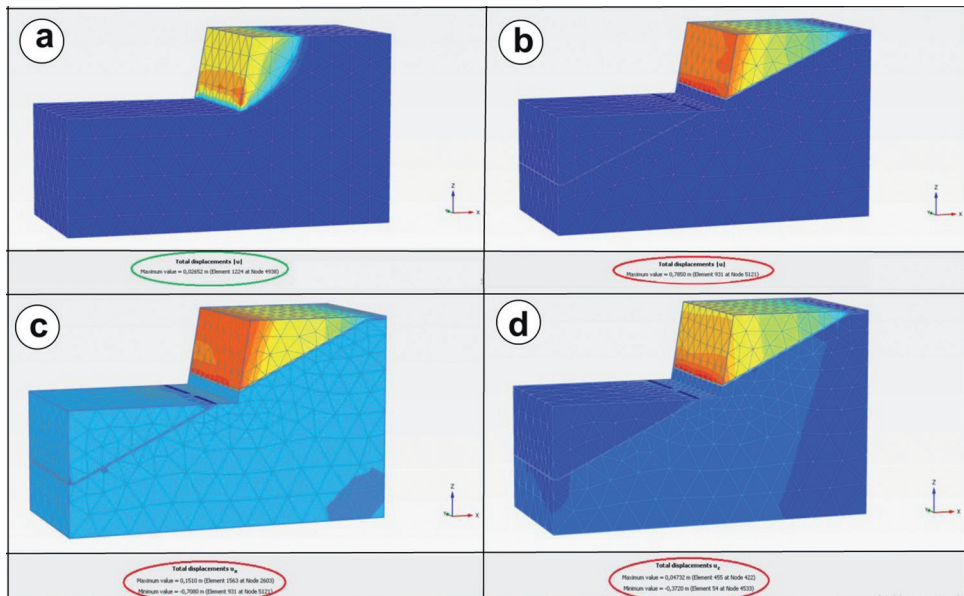 a
Z
X
Total displacements |u|
Maximum value = 0,02652 m (Element 1224 at Node 4938)
b
Z
X
Total displacements |u|
Maximum value = 0,7850 m (Element 931 at Node 5121)
c
Z
X
Total displacements ux
Maximum value = 0,1510 m (Element 1563 at Node 2603)
Minimum value = -0,7080 m (Element 931 at Node 5121)
d
Z
X
Total displacements uz
Maximum value = 0,04732 m (Element 455 at Node 422)
Minimum value = -0,3720 m (Element 54 at Node 4533)